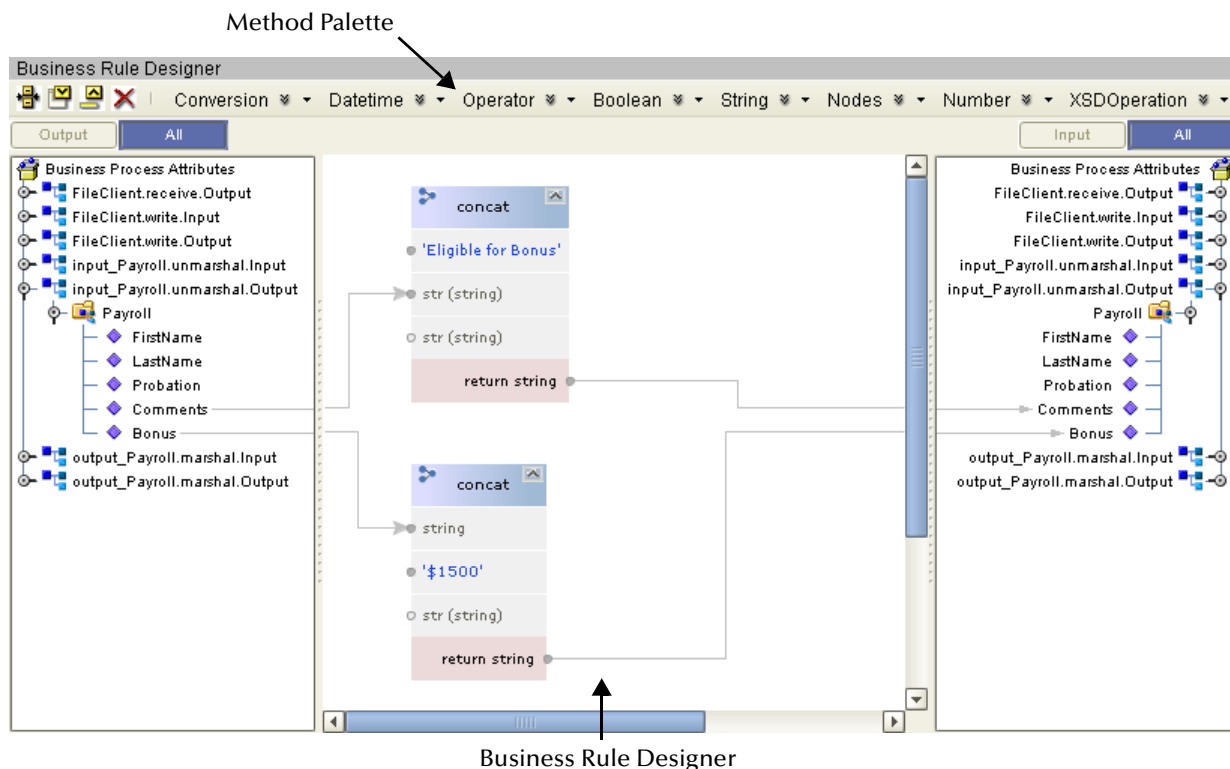 Method Palette
Business Rule Designer
Conversion Datetime Operator Boolean String Nodes Number XSDOperation
Output All Input All
Business Process Attributes
FileClient.receive.Output
FileClient.write.Input
FileClient.write.Output
input_Payroll.unmarshal.Input
input_Payroll.unmarshal.Output
Payroll
FirstName
LastName
Probation
Comments
Bonus
output_Payroll.marshal.Input
output_Payroll.marshal.Output
concat
'Eligible for Bonus'
str (string)
str (string)
return string
concat
string
'$1500'
str (string)
return string
Business Process Attributes
FileClient.receive.Output
FileClient.write.Input
FileClient.write.Output
input_Payroll.unmarshal.Input
input_Payroll.unmarshal.Output
Payroll
FirstName
LastName
Probation
Comments
Bonus
output_Payroll.marshal.Input
output_Payroll.marshal.Output
Business Rule Designer